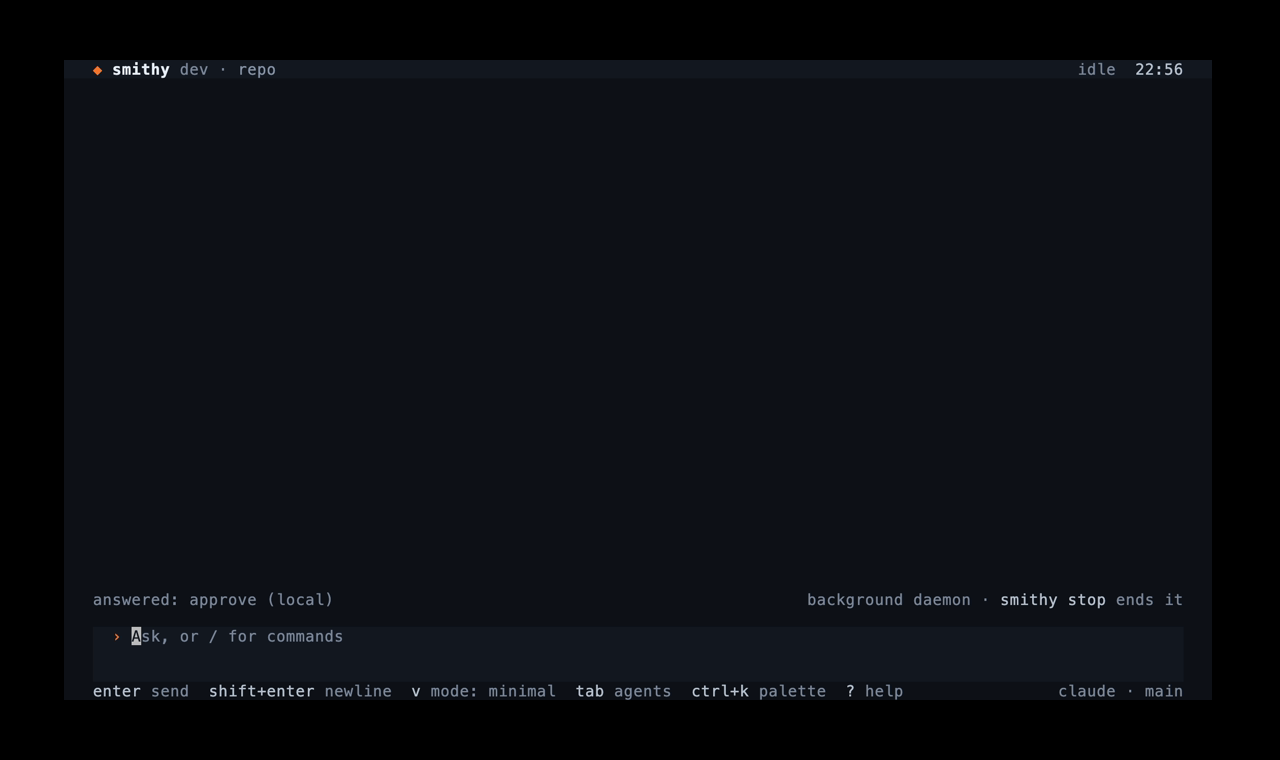 ◆ smithy dev · repo idle 22:56
answered: approve (local) background daemon · smithy stop ends it
› Ask, or / for commands
enter send shift+enter newline v mode: minimal tab agents ctrl+k palette ? help claude · main